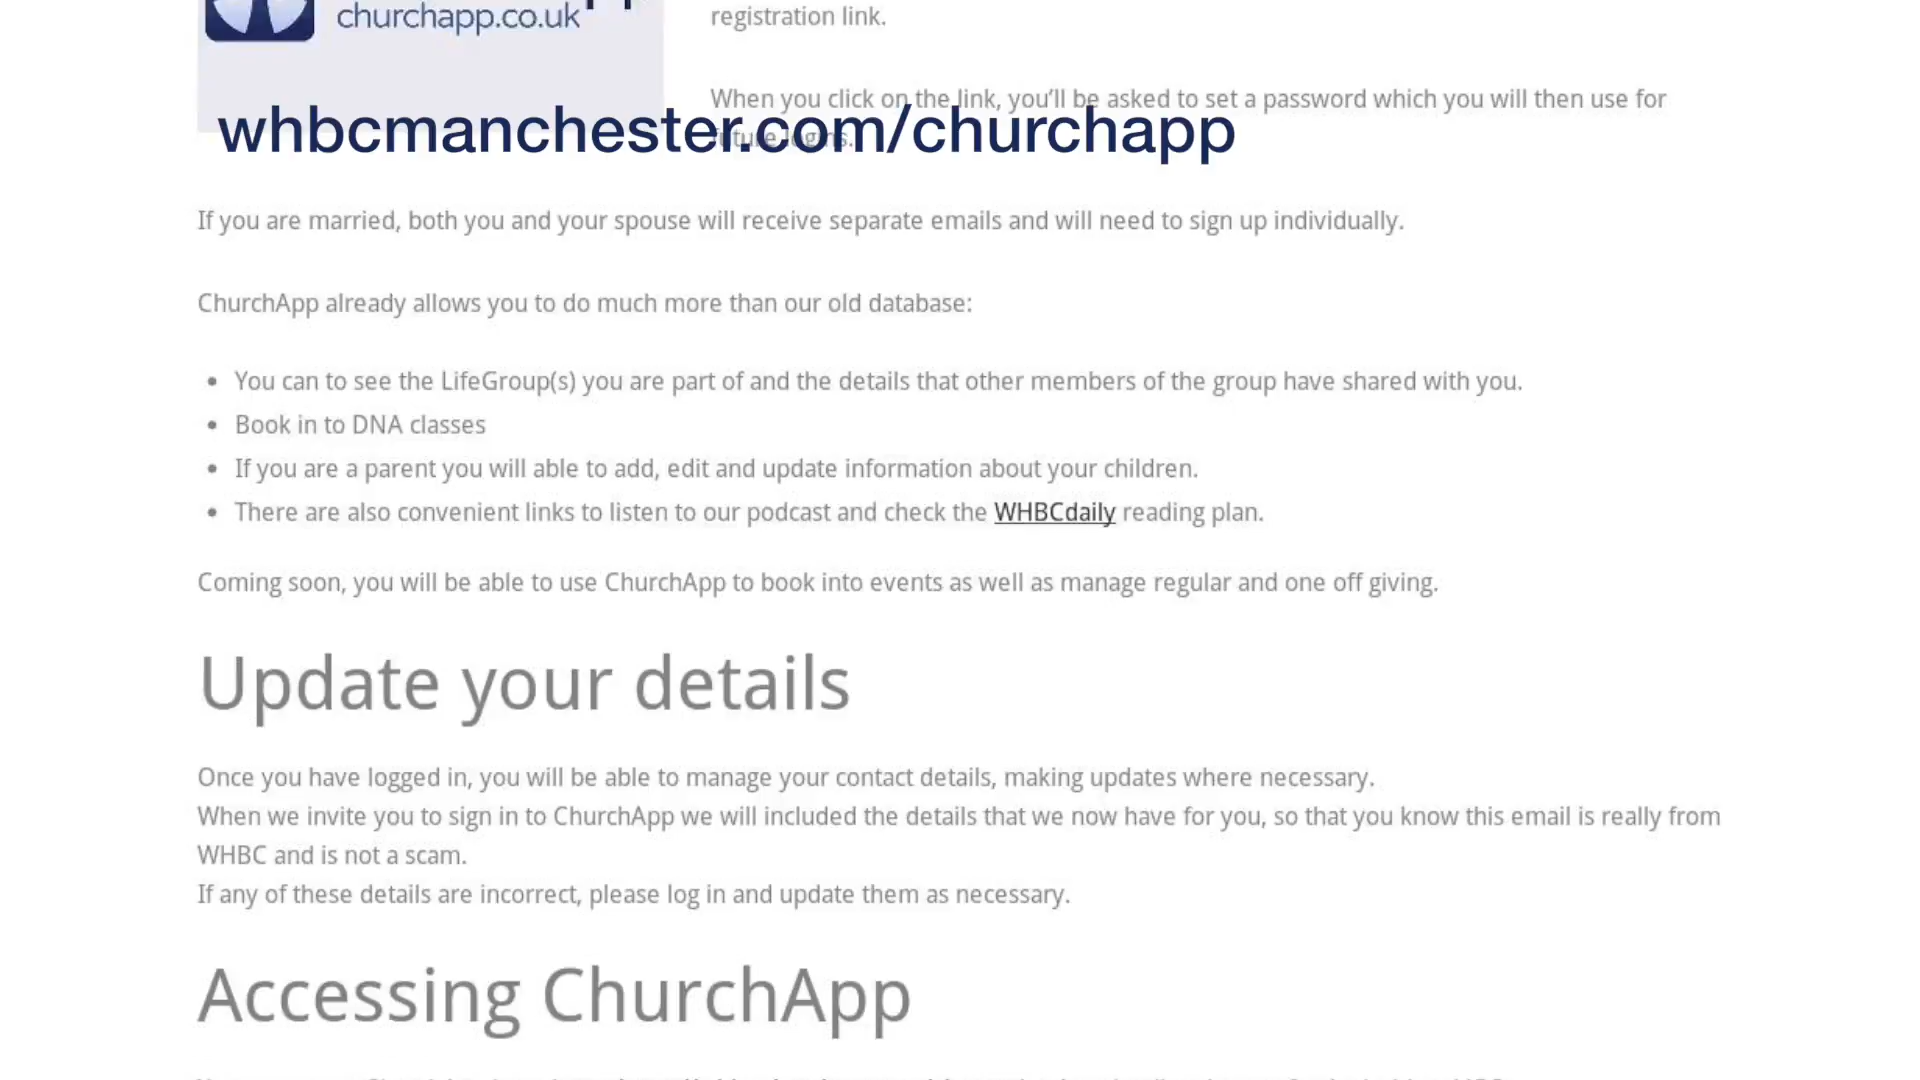 churchapp.co.uk
registration link.
When you click on the link, you'll be asked to set a password which you will then use for
future logins.
whbcmanchester.com/churchapp
If you are married, both you and your spouse will receive separate emails and will need to sign up individually.
ChurchApp already allows you to do much more than our old database:
• You can to see the LifeGroup(s) you are part of and the details that other members of the group have shared with you.
• Book in to DNA classes
• If you are a parent you will able to add, edit and update information about your children.
• There are also convenient links to listen to our podcast and check the WHBCdaily reading plan.
Coming soon, you will be able to use ChurchApp to book into events as well as manage regular and one off giving.
Update your details
Once you have logged in, you will be able to manage your contact details, making updates where necessary.
When we invite you to sign in to ChurchApp we will included the details that we now have for you, so that you know this email is really from
WHBC and is not a scam.
If any of these details are incorrect, please log in and update them as necessary.
Accessing ChurchApp